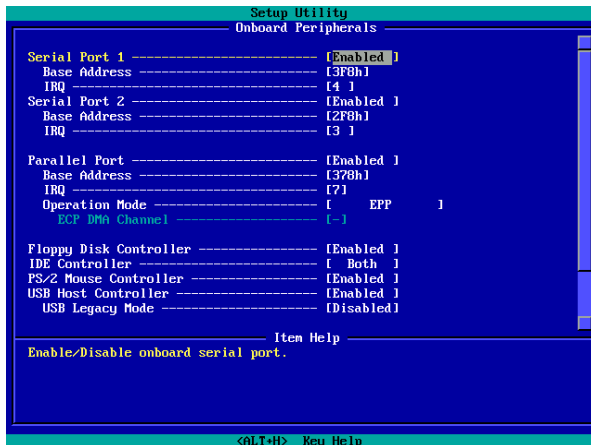 Setup Utility
Onboard Peripherals
Serial Port 1 ------------------------- [Enabled ]
Base Address ------------------------- [3F8h]
IRQ ---------------------------------- [4 ]
Serial Port 2 ------------------------- [Enabled ]
Base Address ------------------------- [2F8h]
IRQ ---------------------------------- [3 ]
Parallel Port ------------------------- [Enabled ]
Base Address ------------------------- [378h]
IRQ ---------------------------------- [7]
Operation Mode ----------------------- [ EPP ]
ECP DMA Channel -------------------- [-]
Floppy Disk Controller ---------------- [Enabled ]
IDE Controller ------------------------ [ Both ]
PS/2 Mouse Controller ----------------- [Enabled ]
USB Host Controller ------------------- [Enabled ]
USB Legacy Mode ---------------------- [Disabled]
Item Help
Enable/Disable onboard serial port.
<ALT+H> Key Help